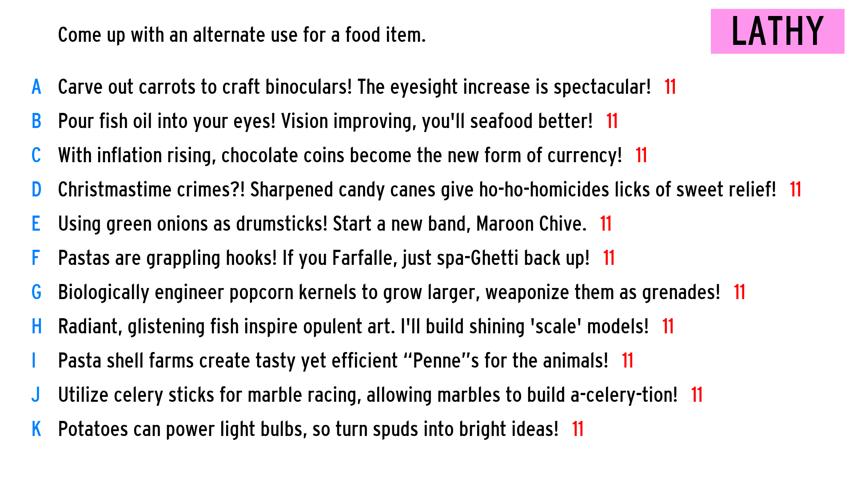 Come up with an alternate use for a food item.
LATHY
A Carve out carrots to craft binoculars! The eyesight increase is spectacular! 11
B Pour fish oil into your eyes! Vision improving, you'll seafood better! 11
C With inflation rising, chocolate coins become the new form of currency! 11
D Christmastime crimes?! Sharpened candy canes give ho-ho-homicides licks of sweet relief! 11
E Using green onions as drumsticks! Start a new band, Maroon Chive. 11
F Pastas are grappling hooks! If you Farfalle, just spa-Ghetti back up! 11
G Biologically engineer popcorn kernels to grow larger, weaponize them as grenades! 11
H Radiant, glistening fish inspire opulent art. I'll build shining 'scale' models! 11
I Pasta shell farms create tasty yet efficient “Penne”s for the animals! 11
J Utilize celery sticks for marble racing, allowing marbles to build a-celery-tion! 11
K Potatoes can power light bulbs, so turn spuds into bright ideas! 11